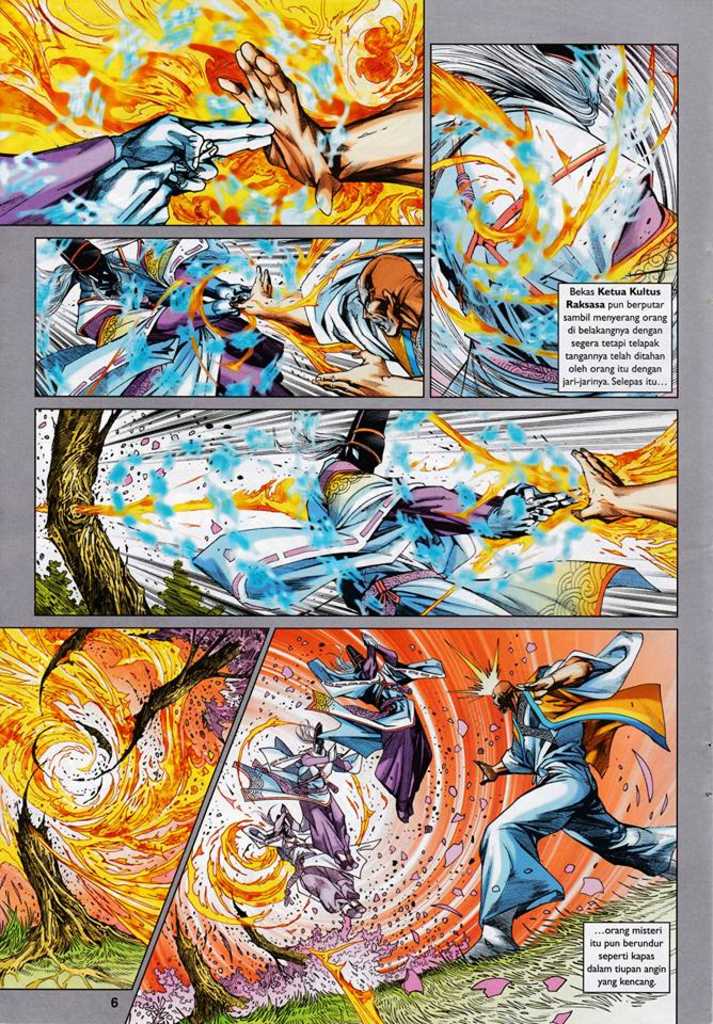 Bekas Ketua Kultus
Raksasa pun berputar
sambil menyerang orang
di belakangnya dengan
segera tetapi telapak
tangannya telah ditahan
oleh orang itu dengan
jari-jarinya. Selepas itu...
...orang misteri
itu pun berundur
seperti kapas
dalam tiupan angin
yang kencang.
6